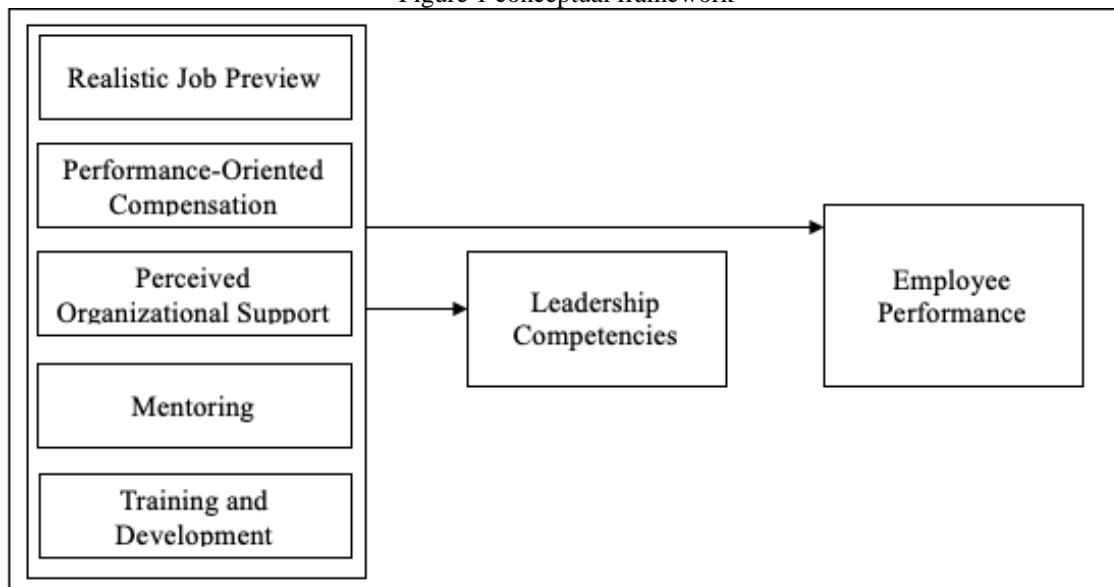 Figure 1 conceptual framework
Realistic Job Preview
Performance-Oriented
Compensation
Perceived
Organizational Support
Mentoring
Training and
Development
Leadership
Competencies
Employee
Performance